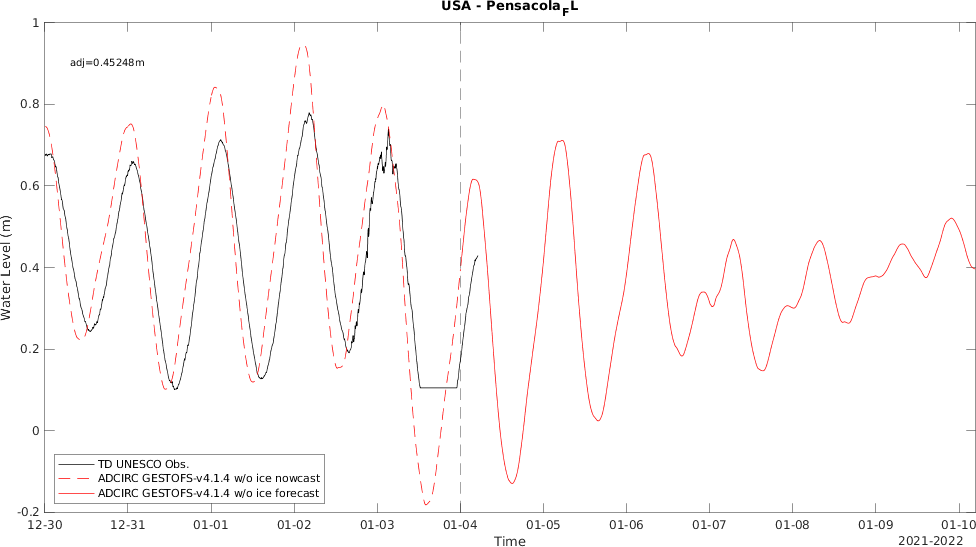 USA - Pensacola_FL
adj=0.45248m
Water Level (m)
1
0.8
0.6
0.4
0.2
0
-0.2
TD UNESCO Obs.
ADCIRC GESTOFS-v4.1.4 w/o ice nowcast
ADCIRC GESTOFS-v4.1.4 w/o ice forecast
12-30 12-31 01-01 01-02 01-03 01-04 01-05 01-06 01-07 01-08 01-09 01-10
Time
2021-2022